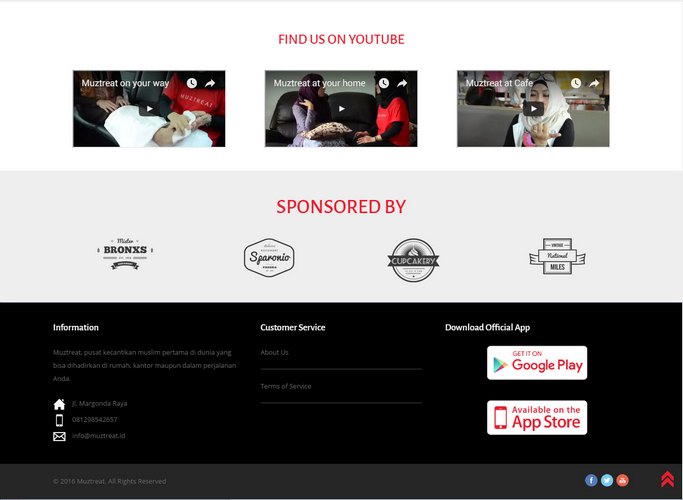 FIND US ON YOUTUBE
Muztreat on your way
MUZTREAT
Muztreat at your home
Muztreat at Cafe
SPONSORED BY
Mister
BRONXS
Sparonio
CUPCAKERY
VINTAGE
National
MILES
Information
Customer Service
Download Official App
Muztreat, pusat kecantikan muslim pertama di dunia yang
bisa dihadirkan di rumah, kantor maupun dalam perjalanan
Anda.
About Us
GET IT ON
Google Play
Terms of Service
Jl. Margonda Raya
081298542657
info@muztreat.id
Available on the
App Store
© 2016 Muztreat. All Rights Reserved